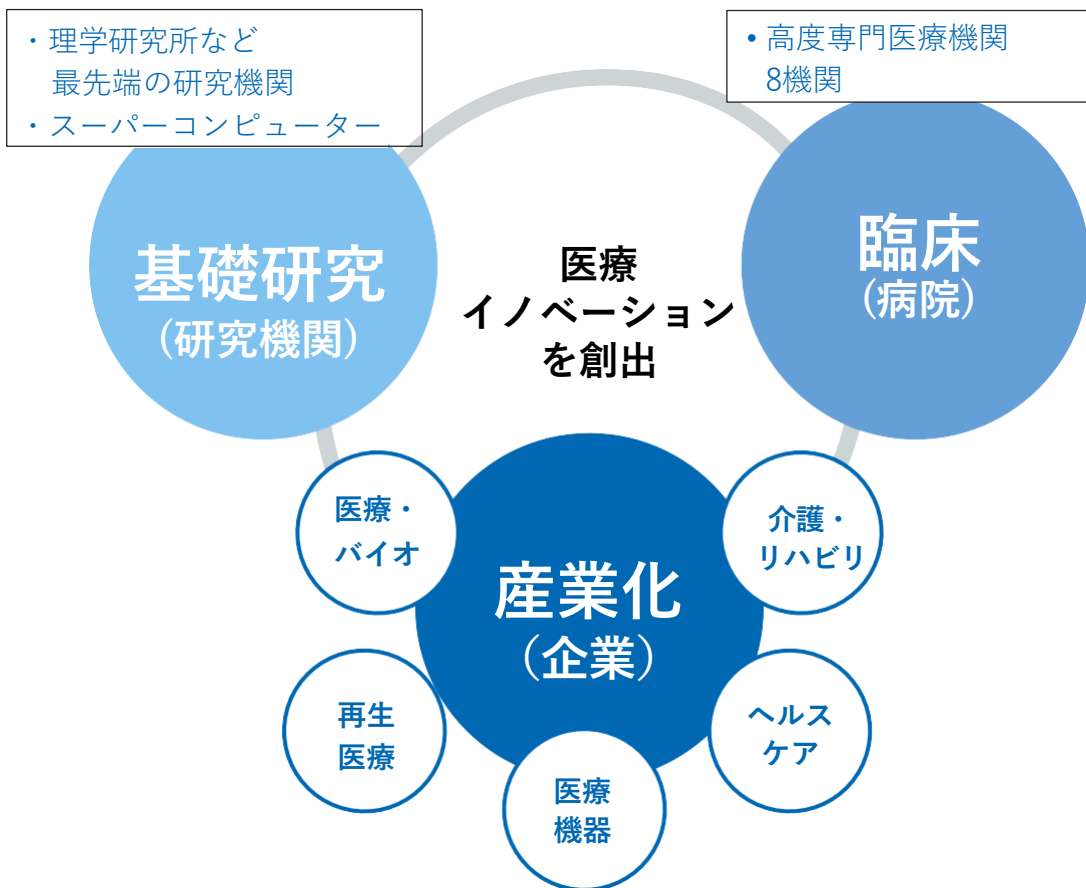 ・理学研究所など
最先端の研究機関
・スーパーコンピューター
• 高度専門医療機関
8機関
基礎研究
(研究機関)
医療
イノベーション
を創出
臨床
(病院)
医療・
バイオ
介護・
リハビリ
産業化
(企業)
再生
医療
ヘルス
ケア
医療
機器